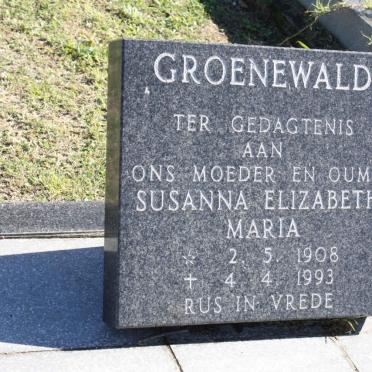 GROENEWALD
TER GEDAGTENIS
AAN
ONS MOEDER EN OUMA
SUSANNA ELIZABETH
MARIA
☆ 2. 5. 1908
✝ 4. 4. 1993
RUS IN VREDE